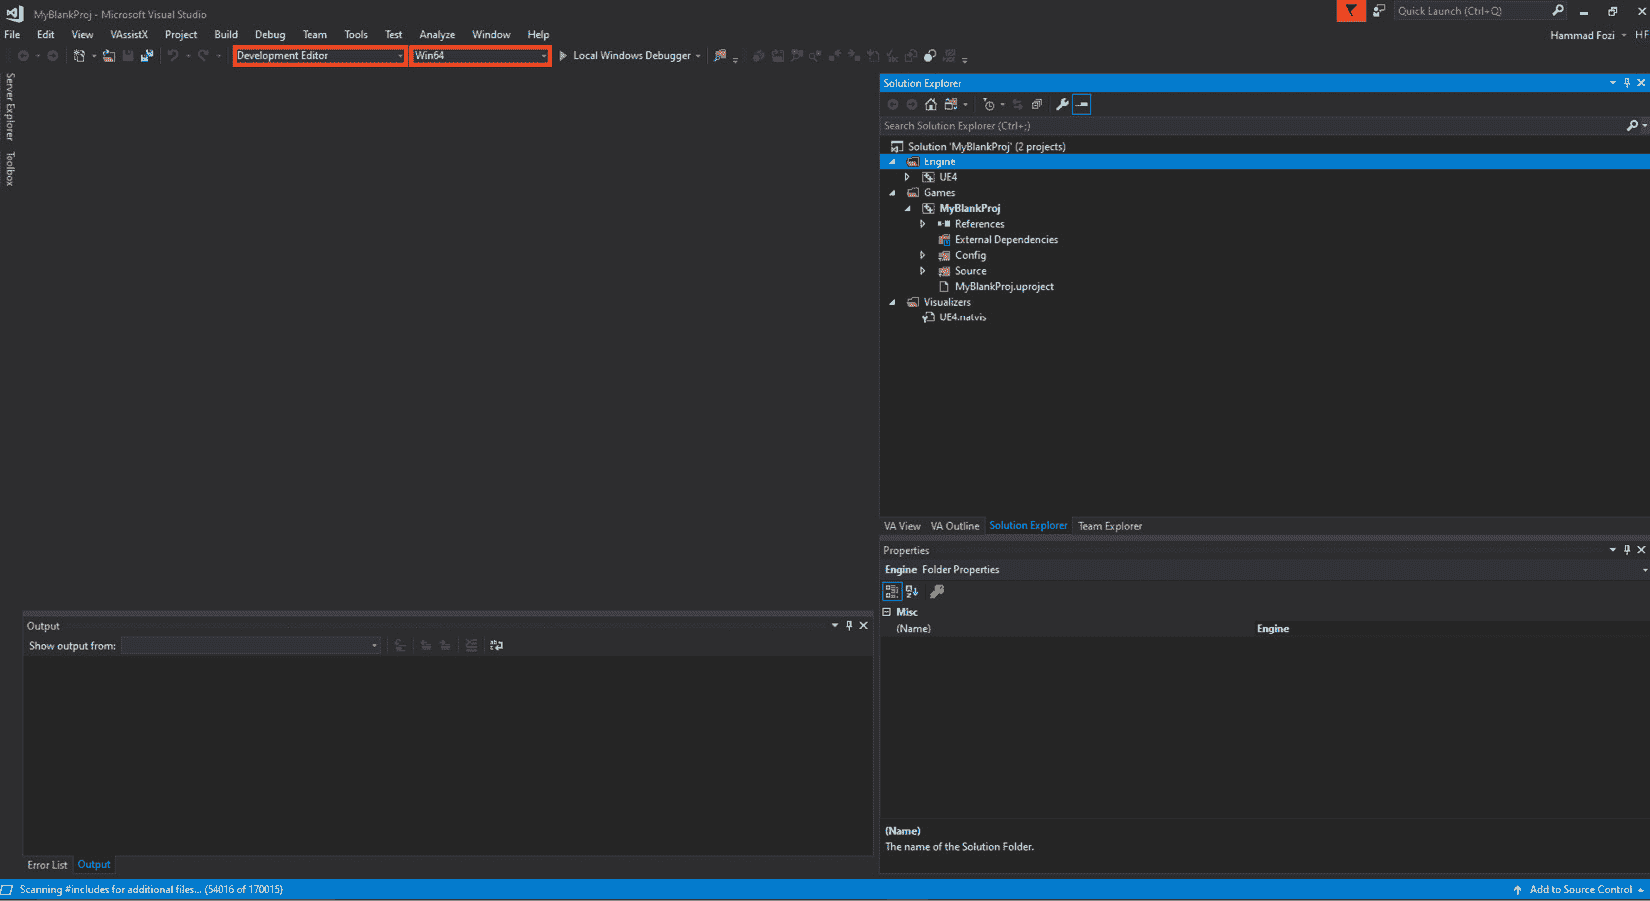 MyBlankProj - Microsoft Visual Studio
Quick Launch (Ctrl+Q)
File Edit View VAssistX Project Build Debug Team Tools Test Analyze Window Help
Hammad Fozi HF
Development Editor Win64 Local Windows Debugger
Server Explorer
Toolbox
Solution Explorer
Search Solution Explorer (Ctrl+;)
Solution 'MyBlankProj' (2 projects)
Engine
UE4
Games
MyBlankProj
References
External Dependencies
Config
Source
MyBlankProj.uproject
Visualizers
UE4.natvis
VA View VA Outline Solution Explorer Team Explorer
Properties
Engine Folder Properties
Misc
(Name) Engine
(Name)
The name of the Solution Folder.
Output
Show output from:
Error List Output
Scanning #includes for additional files... (54016 of 170015)
Add to Source Control